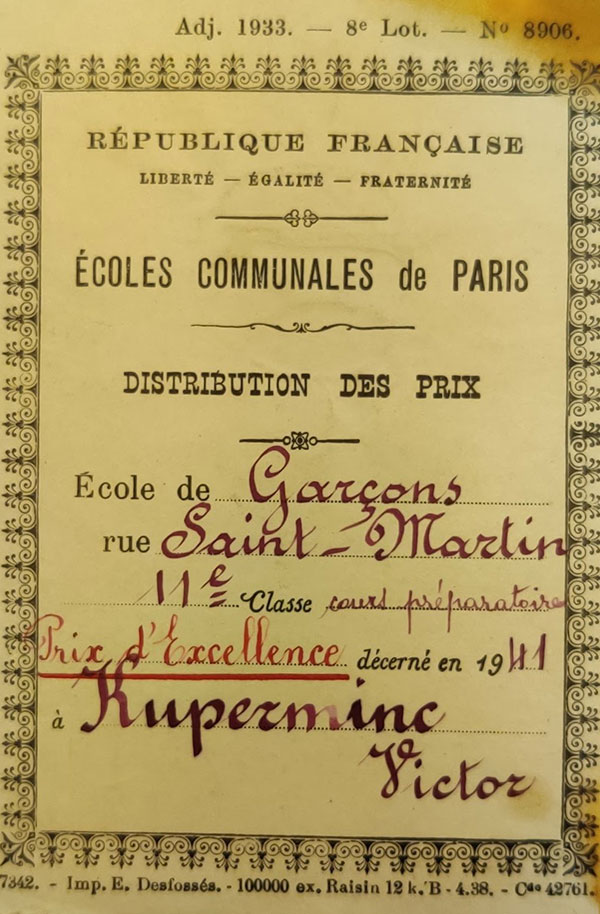 Adj. 1933. — 8e Lot. — No 8906.
RÉPUBLIQUE FRANÇAISE
LIBERTÉ — ÉGALITÉ — FRATERNITÉ
ÉCOLES COMMUNALES de PARIS
DISTRIBUTION DES PRIX
École de Garçons
rue Saint-Martin
11e Classe cours préparatoire
Prix d'Excellence décerné en 1941
à Kuperminc
Victor
7342. - Imp. E. Desfossés. - 100000 ex. Raisin 12 k. B - 4.38. - Cde 42761.